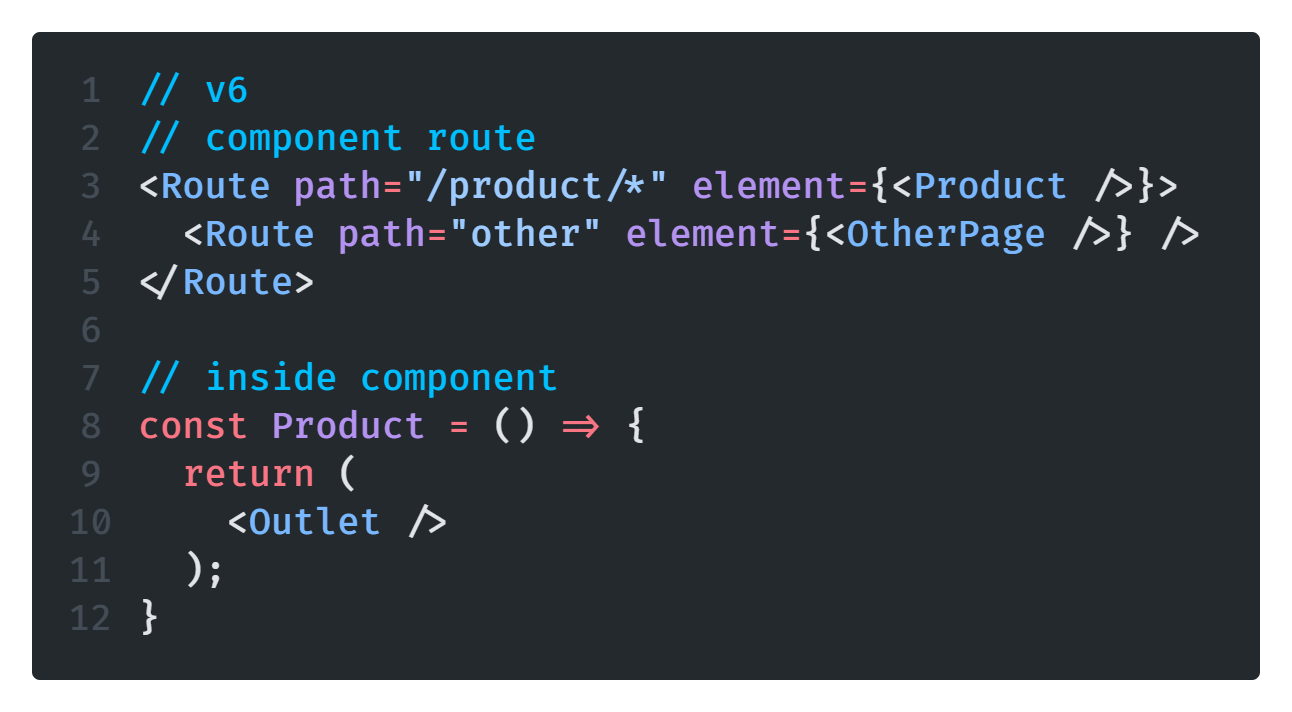 1 // v6
2 // component route
3 <Route path="/product/*" element={<Product />}>
4   <Route path="other" element={<OtherPage />} />
5 </Route>
6
7 // inside component
8 const Product = () => {
9   return (
10     <Outlet />
11   );
12 }